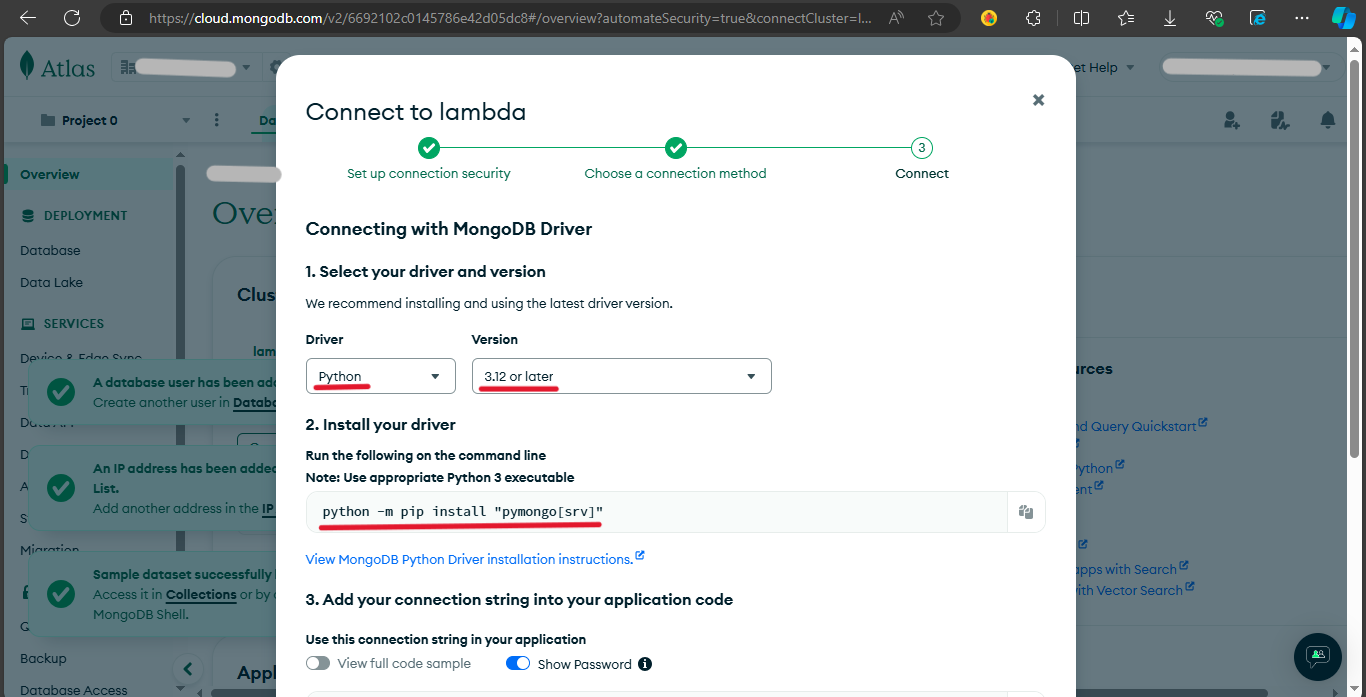 https://cloud.mongodb.com/v2/6692102c0145786e42d05dc8#/overview?automateSecurity=true&connectCluster=l...
Atlas
et Help
Project 0
Da
Overview
DEPLOYMENT
Database
Data Lake
SERVICES
Device & Edge Sync
Migration
Backup
Database Access
Ove
Clus
lam
A database user has been add
Create another user in Databa
An IP address has been added
List.
Add another address in the IP
Sample dataset successfully
Access it in Collections or by
MongoDB Shell.
Appl
Connect to lambda
Set up connection security
Choose a connection method
3
Connect
Connecting with MongoDB Driver
1. Select your driver and version
We recommend installing and using the latest driver version.
Driver
Version
Python
3.12 or later
2. Install your driver
Run the following on the command line
Note: Use appropriate Python 3 executable
python -m pip install "pymongo[srv]"
View MongoDB Python Driver installation instructions.
3. Add your connection string into your application code
Use this connection string in your application
View full code sample
Show Password
urces
nd Query Quickstart
Python
ent
apps with Search
with Vector Search